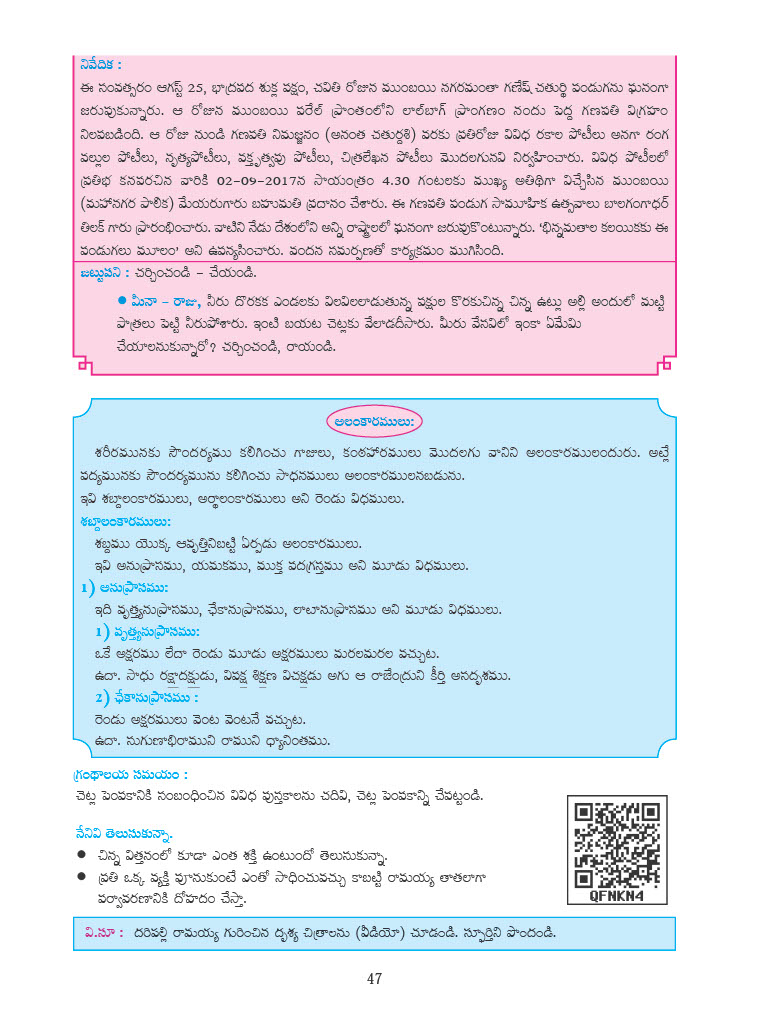 నివేదిక :
ఈ సంవత్సరం ఆగస్ట్ 25, భాద్రపద శుక్ల పక్షం, చవితి రోజున ముంబయి నగరమంతా గణేష్ చతుర్థి పండుగను ఘనంగా
జరుపుకున్నారు. ఆ రోజున ముంబయి పరేల్ ప్రాంతంలోని లాల్‌బాగ్ ప్రాంగణం నందు పెద్ద గణపతి విగ్రహం
నిలపబడింది. ఆ రోజు నుండి గణపతి నిమజ్జనం (అనంత చతుర్దశి) వరకు ప్రతిరోజు వివిధ రకాల పోటీలు అనగా రంగ
వల్లుల పోటీలు, నృత్యపోటీలు, వక్తృత్వపు పోటీలు, చిత్రలేఖన పోటీలు మొదలగునవి నిర్వహించారు. వివిధ పోటీలలో
ప్రతిభ కనపరచిన వారికి 02-09-2017న సాయంత్రం 4.30 గంటలకు ముఖ్య అతిథిగా విచ్చేసిన ముంబయి
(మహానగర పాలిక) మేయరుగారు బహుమతి ప్రదానం చేశారు. ఈ గణపతి పండుగ సామూహిక ఉత్సవాలు బాలగంగాధర్
తిలక్ గారు ప్రారంభించారు. వాటిని నేడు దేశంలోని అన్ని రాష్ట్రాలలో ఘనంగా జరుపుకొంటున్నారు. 'భిన్నమతాల కలయికకు ఈ
పండుగలు మూలం' అని ఉపన్యసించారు. వందన సమర్పణతో కార్యక్రమం ముగిసింది.
జట్టుపని : చర్చించండి - చేయండి.
● మీనా - రాజు, నీరు దొరకక ఎండలకు విలవిలలాడుతున్న పక్షుల కొరకుచిన్న చిన్న ఉట్లు అల్లి అందులో మట్టి
పాత్రలు పెట్టి నీరుపోశారు. ఇంటి బయట చెట్లకు వేలాడదీసారు. మీరు వేసవిలో ఇంకా ఏమేమి
చేయాలనుకున్నారో? చర్చించండి, రాయండి.
అలంకారములు:
శరీరమునకు సౌందర్యము కలిగించు గాజులు, కంఠహారములు మొదలగు వానిని అలంకారములందురు. అట్లే
పద్యమునకు సౌందర్యమును కలిగించు సాధనములు అలంకారములనబడును.
ఇవి శబ్దాలంకారములు, అర్థాలంకారములు అని రెండు విధములు.
శబ్దాలంకారములు:
శబ్దము యొక్క ఆవృత్తినిబట్టి ఏర్పడు అలంకారములు.
ఇవి అనుప్రాసము, యమకము, ముక్త పదగ్రస్తము అని మూడు విధములు.
1) అనుప్రాసము:
ఇది వృత్త్యనుప్రాసము, ఛేకానుప్రాసము, లాటానుప్రాసము అని మూడు విధములు.
1) వృత్త్యనుప్రాసము:
ఒకే అక్షరము లేదా రెండు మూడు అక్షరములు మరలమరల వచ్చుట.
ఉదా. సాధు రక్షాదక్షుడు, వివక్ష శిక్షణ విచక్షడు అగు ఆ రాజేంద్రుని కీర్తి అసదృశము.
2) ఛేకానుప్రాసము :
రెండు అక్షరములు వెంట వెంటనే వచ్చుట.
ఉదా. సుగుణాభిరాముని రాముని ధ్యానింతము.
గ్రంథాలయ సమయం :
చెట్ల పెంపకానికి సంబంధించిన వివిధ పుస్తకాలను చదివి, చెట్ల పెంపకాన్ని చేపట్టండి.
నేనివి తెలుసుకున్నా.
● చిన్న విత్తనంలో కూడా ఎంత శక్తి ఉంటుందో తెలుసుకున్నా.
● ప్రతి ఒక్క వ్యక్తి పూనుకుంటే ఎంతో సాధించువచ్చు కాబట్టి రామయ్య తాతలాగా
పర్యావరణానికి దోహదం చేస్తా.
QFNKN4
వి.సూ : దరిపల్లి రామయ్య గురించిన దృశ్య చిత్రాలను (వీడియో) చూడండి. స్ఫూర్తిని పొందండి.
47